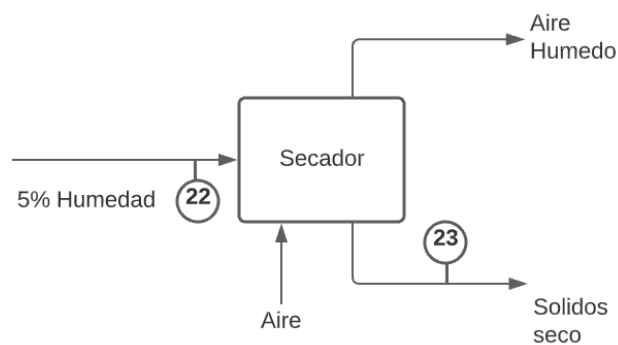 Aire
Humedo
Secador
5% Humedad
22
23
Aire
Solidos
seco